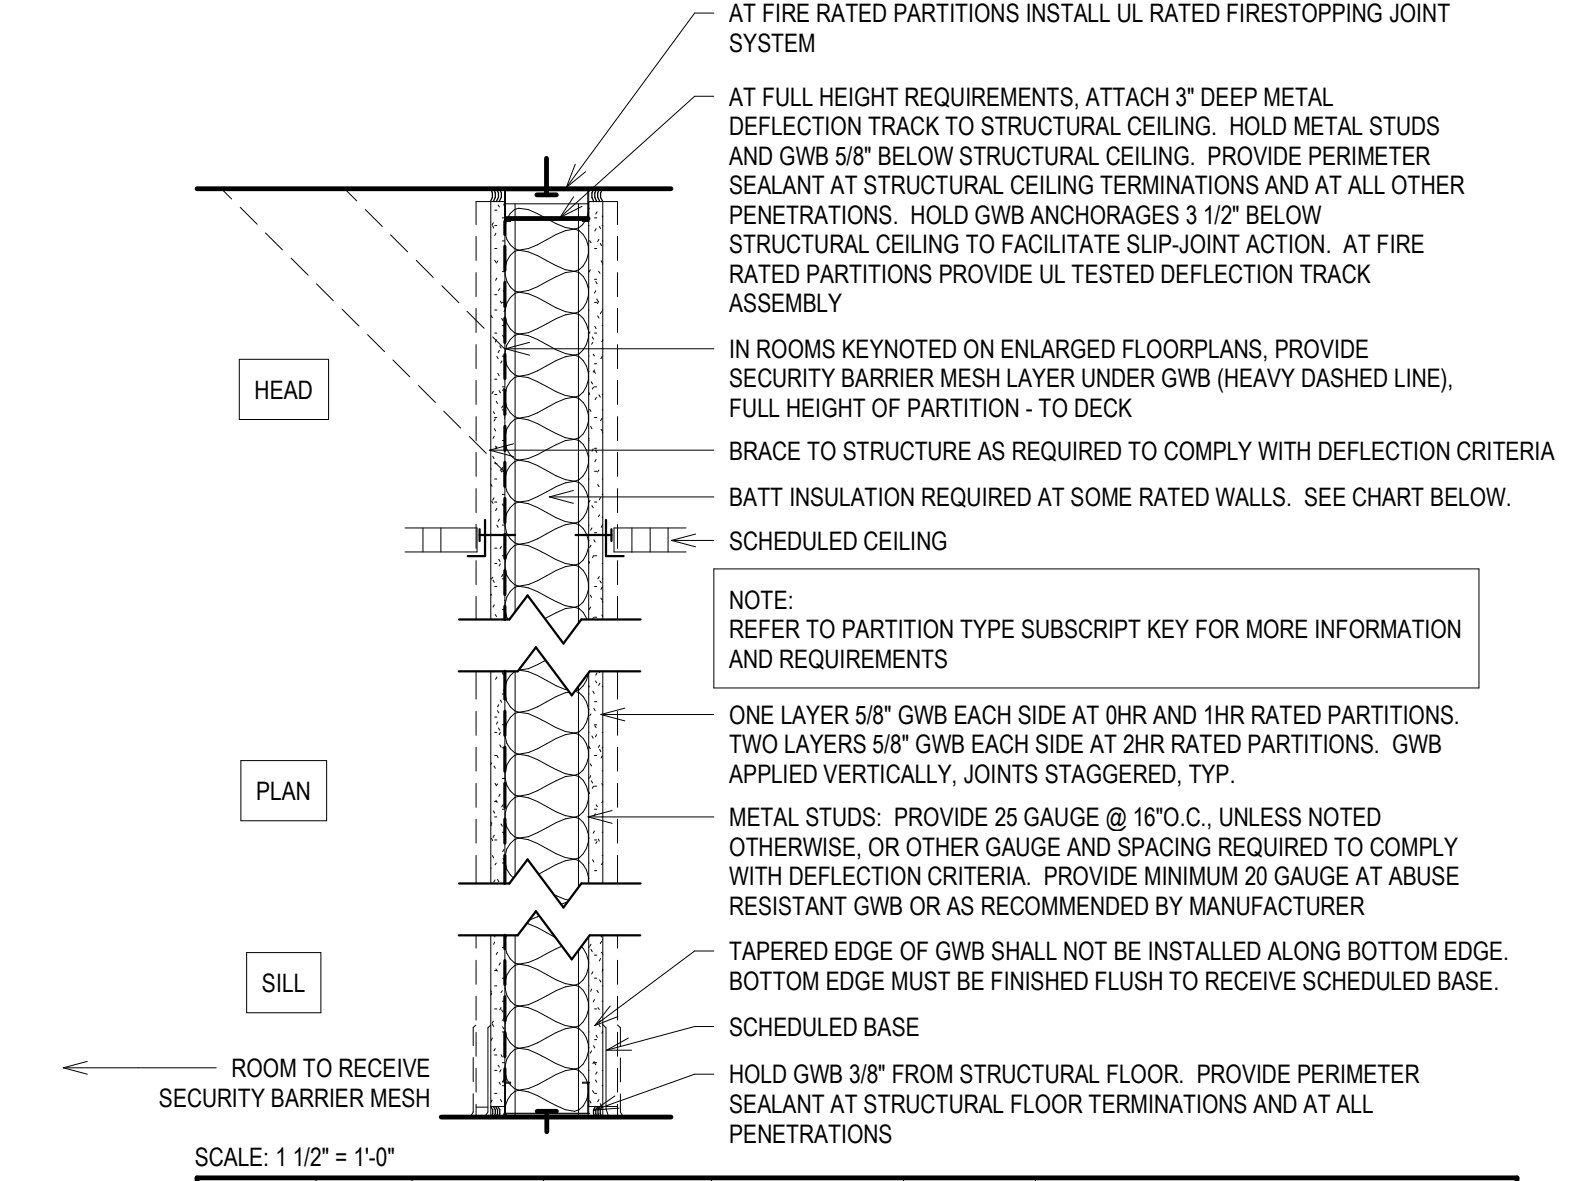 AT FIRE RATED PARTITIONS INSTALL UL RATED FIRESTOPPING JOINT
SYSTEM
AT FULL HEIGHT REQUIREMENTS, ATTACH 3" DEEP METAL
DEFLECTION TRACK TO STRUCTURAL CEILING. HOLD METAL STUDS
AND GWB 5/8" BELOW STRUCTURAL CEILING. PROVIDE PERIMETER
SEALANT AT STRUCTURAL CEILING TERMINATIONS AND AT ALL OTHER
PENETRATIONS. HOLD GWB ANCHORAGES 3 1/2" BELOW
STRUCTURAL CEILING TO FACILITATE SLIP-JOINT ACTION. AT FIRE
RATED PARTITIONS PROVIDE UL TESTED DEFLECTION TRACK
ASSEMBLY
IN ROOMS KEYNOTED ON ENLARGED FLOORPLANS, PROVIDE
SECURITY BARRIER MESH LAYER UNDER GWB (HEAVY DASHED LINE),
FULL HEIGHT OF PARTITION - TO DECK
HEAD
BRACE TO STRUCTURE AS REQUIRED TO COMPLY WITH DEFLECTION CRITERIA
BATT INSULATION REQUIRED AT SOME RATED WALLS. SEE CHART BELOW.
SCHEDULED CEILING
NOTE:
REFER TO PARTITION TYPE SUBSCRIPT KEY FOR MORE INFORMATION
AND REQUIREMENTS
ONE LAYER 5/8" GWB EACH SIDE AT 0HR AND 1HR RATED PARTITIONS.
TWO LAYERS 5/8" GWB EACH SIDE AT 2HR RATED PARTITIONS. GWB
APPLIED VERTICALLY, JOINTS STAGGERED, TYP.
PLAN
METAL STUDS: PROVIDE 25 GAUGE @ 16"O.C., UNLESS NOTED
OTHERWISE, OR OTHER GAUGE AND SPACING REQUIRED TO COMPLY
WITH DEFLECTION CRITERIA. PROVIDE MINIMUM 20 GAUGE AT ABUSE
RESISTANT GWB OR AS RECOMMENDED BY MANUFACTURER
TAPERED EDGE OF GWB SHALL NOT BE INSTALLED ALONG BOTTOM EDGE.
BOTTOM EDGE MUST BE FINISHED FLUSH TO RECEIVE SCHEDULED BASE.
SILL
SCHEDULED BASE
ROOM TO RECEIVE
SECURITY BARRIER MESH
HOLD GWB 3/8" FROM STRUCTURAL FLOOR. PROVIDE PERIMETER
SEALANT AT STRUCTURAL FLOOR TERMINATIONS AND AT ALL
PENETRATIONS
SCALE: 1 1/2" = 1'-0"